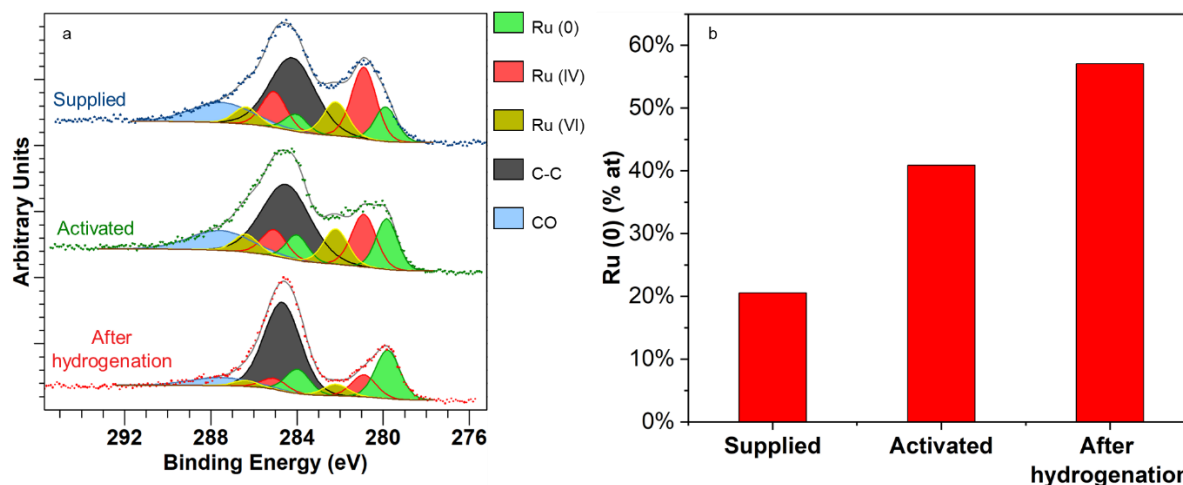 a
Supplied
Activated
After
hydrogenation
Arbitrary Units
292 288 284 280 276
Binding Energy (eV)
Ru (0)
Ru (IV)
Ru (VI)
C-C
CO
b
Ru (0) (% at)
60%
50%
40%
30%
20%
10%
0%
Supplied Activated After
hydrogenation